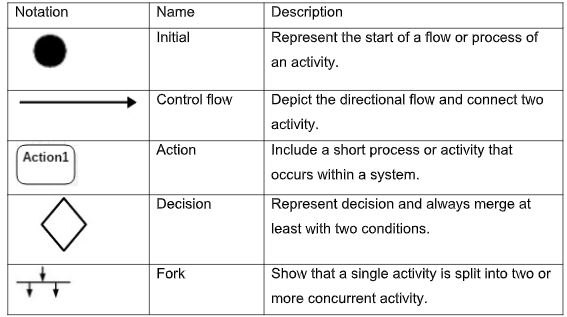 Notation Name Description
Initial Represent the start of a flow or process of
an activity.
Control flow Depict the directional flow and connect two
activity.
Action1 Action Include a short process or activity that
occurs within a system.
Decision Represent decision and always merge at
least with two conditions.
Fork Show that a single activity is split into two or
more concurrent activity.